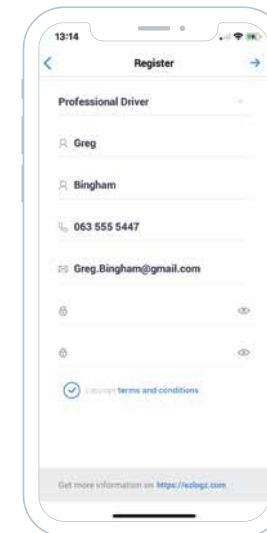 13:14
Register
Professional Driver
Greg
Bingham
063 555 5447
Greg.Bingham@gmail.com
I accept terms and conditions
Get more information on https://ezlogz.com